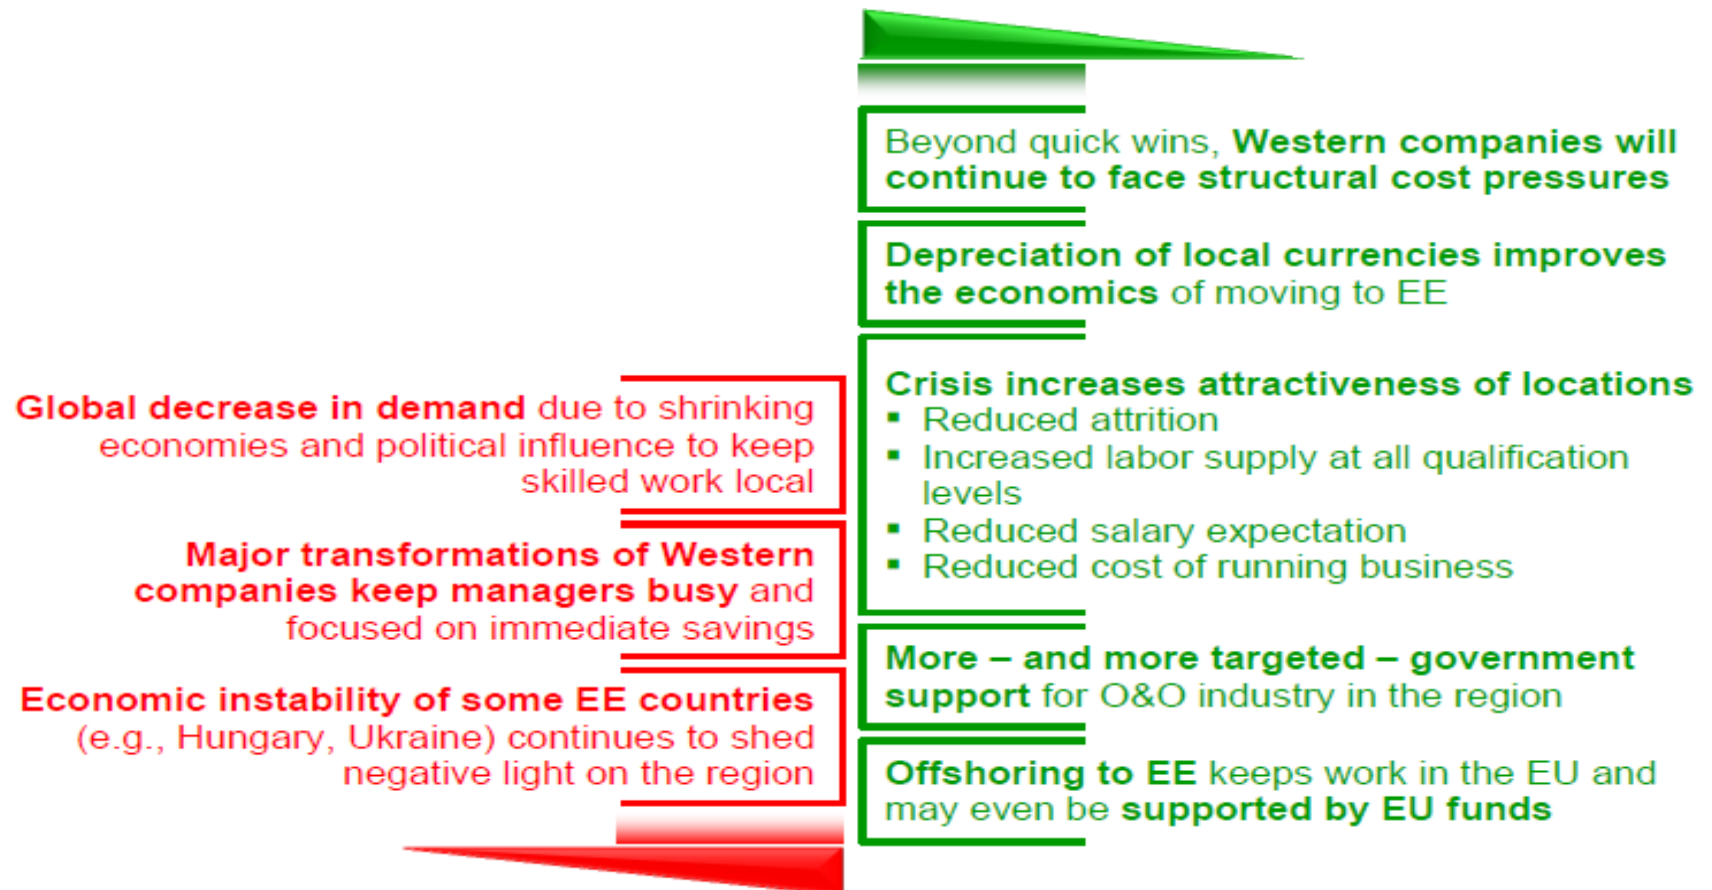 Global decrease in demand due to shrinking
economies and political influence to keep
skilled work local
Major transformations of Western
companies keep managers busy and
focused on immediate savings
Economic instability of some EE countries
(e.g., Hungary, Ukraine) continues to shed
negative light on the region
Beyond quick wins, Western companies will
continue to face structural cost pressures
Depreciation of local currencies improves
the economics of moving to EE
Crisis increases attractiveness of locations
▪ Reduced attrition
▪ Increased labor supply at all qualification
levels
▪ Reduced salary expectation
▪ Reduced cost of running business
More – and more targeted – government
support for O&O industry in the region
Offshoring to EE keeps work in the EU and
may even be supported by EU funds